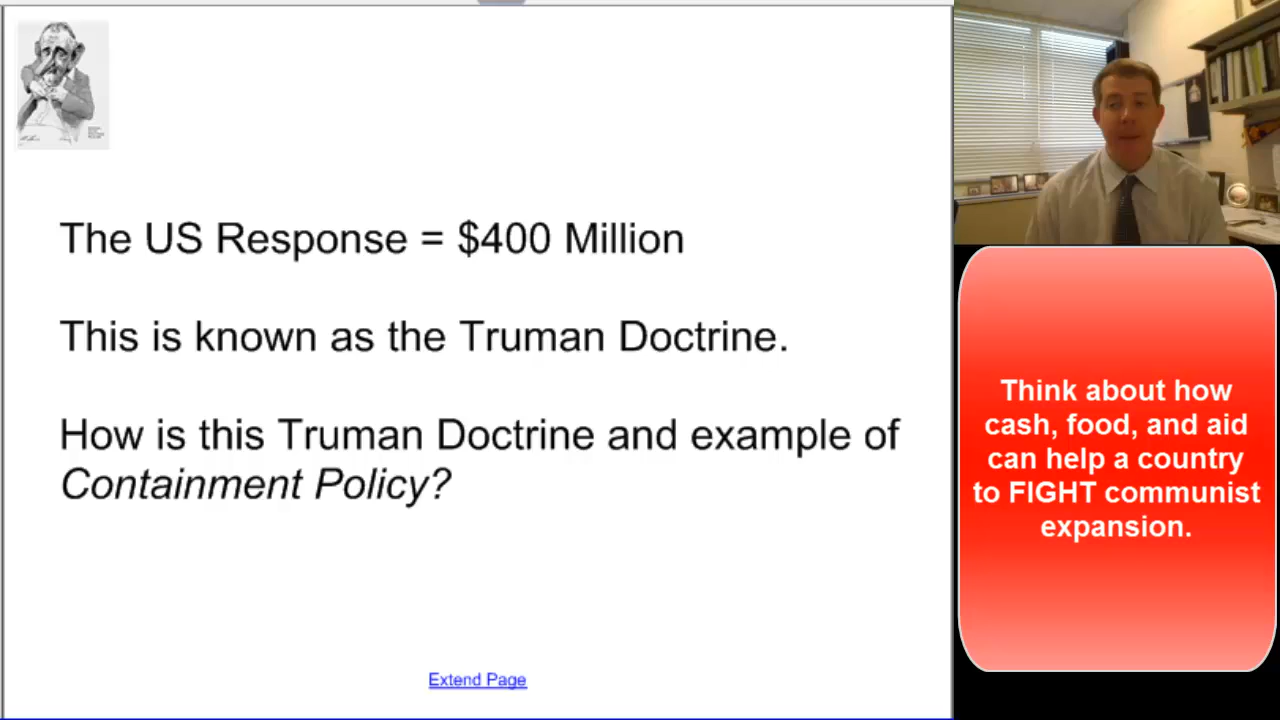 The US Response = $400 Million
This is known as the Truman Doctrine.
How is this Truman Doctrine and example of
Containment Policy?
Extend Page
Think about how
cash, food, and aid
can help a country
to FIGHT communist
expansion.